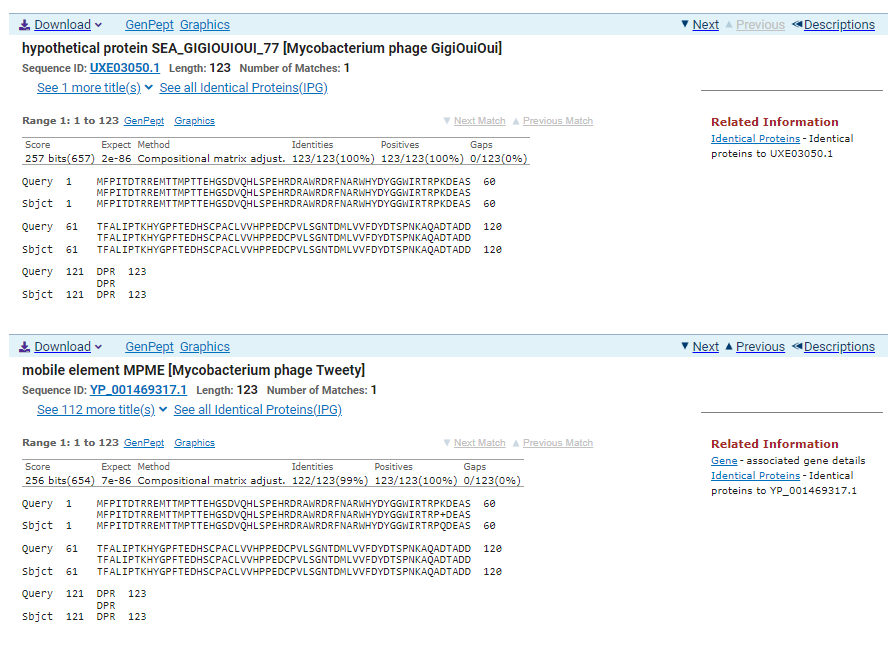 Download GenPept Graphics Next Previous Descriptions
hypothetical protein SEA_GIGIOUIOUI_77 [Mycobacterium phage GigiOuiOui]
Sequence ID: UXE03050.1 Length: 123 Number of Matches: 1
See 1 more title(s) See all Identical Proteins(IPG)
Range 1: 1 to 123 GenPept Graphics Next Match Previous Match
Score Expect Method Identities Positives Gaps
257 bits(657) 2e-86 Compositional matrix adjust. 123/123(100%) 123/123(100%) 0/123(0%)
Query 1 MFPITDTRREMTTMPTTEHGSDVQHLSPEHRDRAWRDRFNARWHYDYGGWIRTRPKDEAS 60
MFPITDTRREMTTMPTTEHGSDVQHLSPEHRDRAWRDRFNARWHYDYGGWIRTRPKDEAS
Sbjct 1 MFPITDTRREMTTMPTTEHGSDVQHLSPEHRDRAWRDRFNARWHYDYGGWIRTRPKDEAS 60
Query 61 TFALIPTKHYGPFTEDHSCPACLVVHPPEDCPVLSGNTDMLVVFDYDTSPNKAQADTADD 120
TFALIPTKHYGPFTEDHSCPACLVVHPPEDCPVLSGNTDMLVVFDYDTSPNKAQADTADD
Sbjct 61 TFALIPTKHYGPFTEDHSCPACLVVHPPEDCPVLSGNTDMLVVFDYDTSPNKAQADTADD 120
Query 121 DPR 123
DPR
Sbjct 121 DPR 123
Related Information
Identical Proteins - Identical
proteins to UXE03050.1
Download GenPept Graphics Next Previous Descriptions
mobile element MPME [Mycobacterium phage Tweety]
Sequence ID: YP_001469317.1 Length: 123 Number of Matches: 1
See 112 more title(s) See all Identical Proteins(IPG)
Range 1: 1 to 123 GenPept Graphics Next Match Previous Match
Score Expect Method Identities Positives Gaps
256 bits(654) 7e-86 Compositional matrix adjust. 122/123(99%) 123/123(100%) 0/123(0%)
Query 1 MFPITDTRREMTTMPTTEHGSDVQHLSPEHRDRAWRDRFNARWHYDYGGWIRTRPKDEAS 60
MFPITDTRREMTTMPTTEHGSDVQHLSPEHRDRAWRDRFNARWHYDYGGWIRTRP+DEAS
Sbjct 1 MFPITDTRREMTTMPTTEHGSDVQHLSPEHRDRAWRDRFNARWHYDYGGWIRTRPQDEAS 60
Query 61 TFALIPTKHYGPFTEDHSCPACLVVHPPEDCPVLSGNTDMLVVFDYDTSPNKAQADTADD 120
TFALIPTKHYGPFTEDHSCPACLVVHPPEDCPVLSGNTDMLVVFDYDTSPNKAQADTADD
Sbjct 61 TFALIPTKHYGPFTEDHSCPACLVVHPPEDCPVLSGNTDMLVVFDYDTSPNKAQADTADD 120
Query 121 DPR 123
DPR
Sbjct 121 DPR 123
Related Information
Gene - associated gene details
Identical Proteins - Identical
proteins to YP_001469317.1